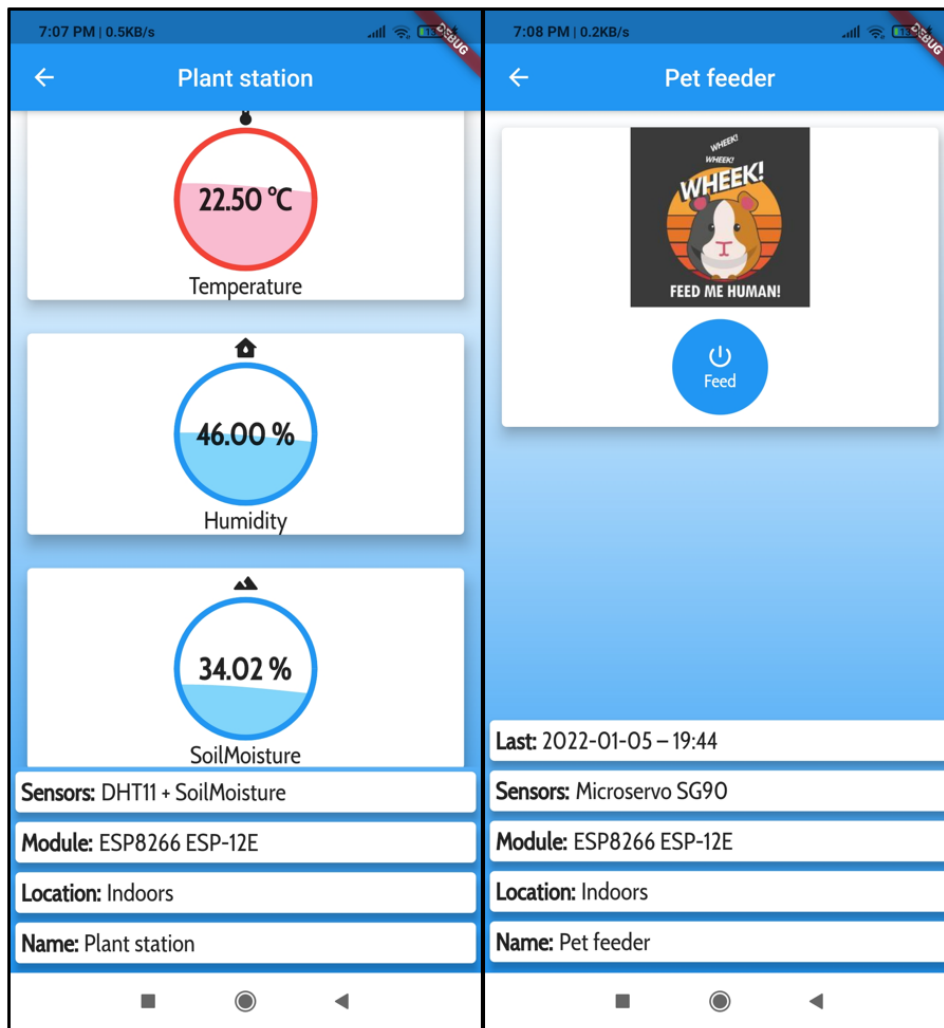 7:07 PM | 0.5KB/s
DEBUG
Plant station
22.50 °C
Temperature
46.00 %
Humidity
34.02 %
SoilMoisture
Sensors: DHT11 + SoilMoisture
Module: ESP8266 ESP-12E
Location: Indoors
Name: Plant station
7:08 PM | 0.2KB/s
DEBUG
Pet feeder
WHEEK!
WHEEK!
WHEEK!
FEED ME HUMAN!
Feed
Last: 2022-01-05 – 19:44
Sensors: Microservo SG90
Module: ESP8266 ESP-12E
Location: Indoors
Name: Pet feeder